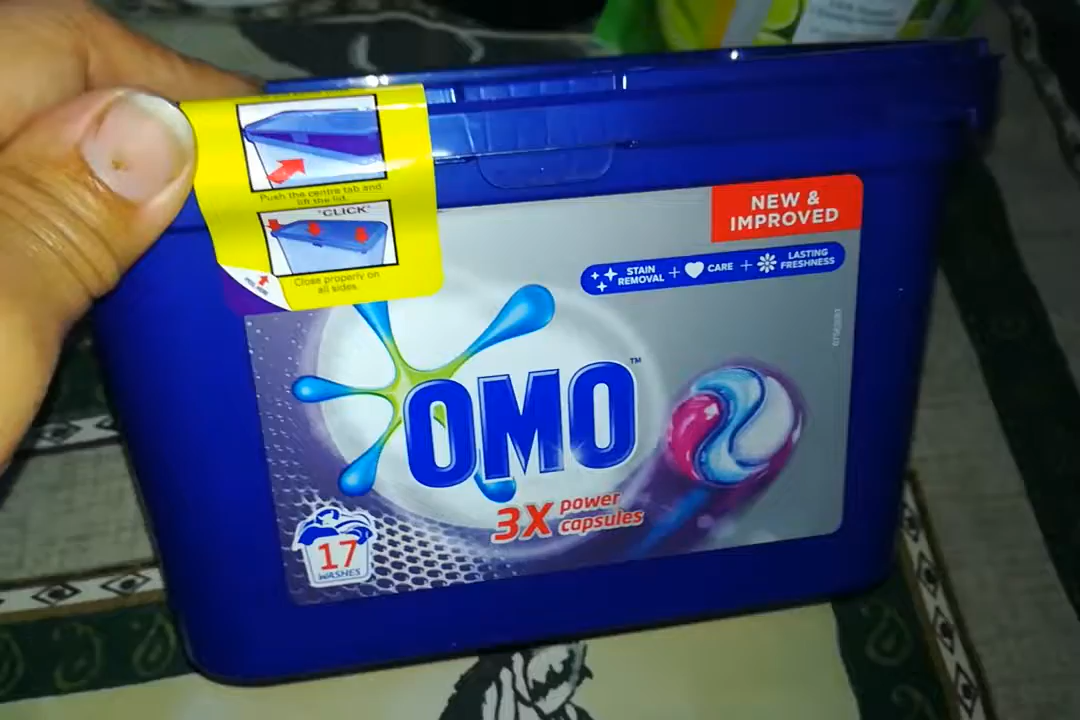 Push the centre tab and
lift the lid.
"CLICK"
Close properly on
all sides.
NEW &
IMPROVED
STAIN
REMOVAL + CARE + LASTING
FRESHNESS
OMO™
3X power
capsules
17
WASHES